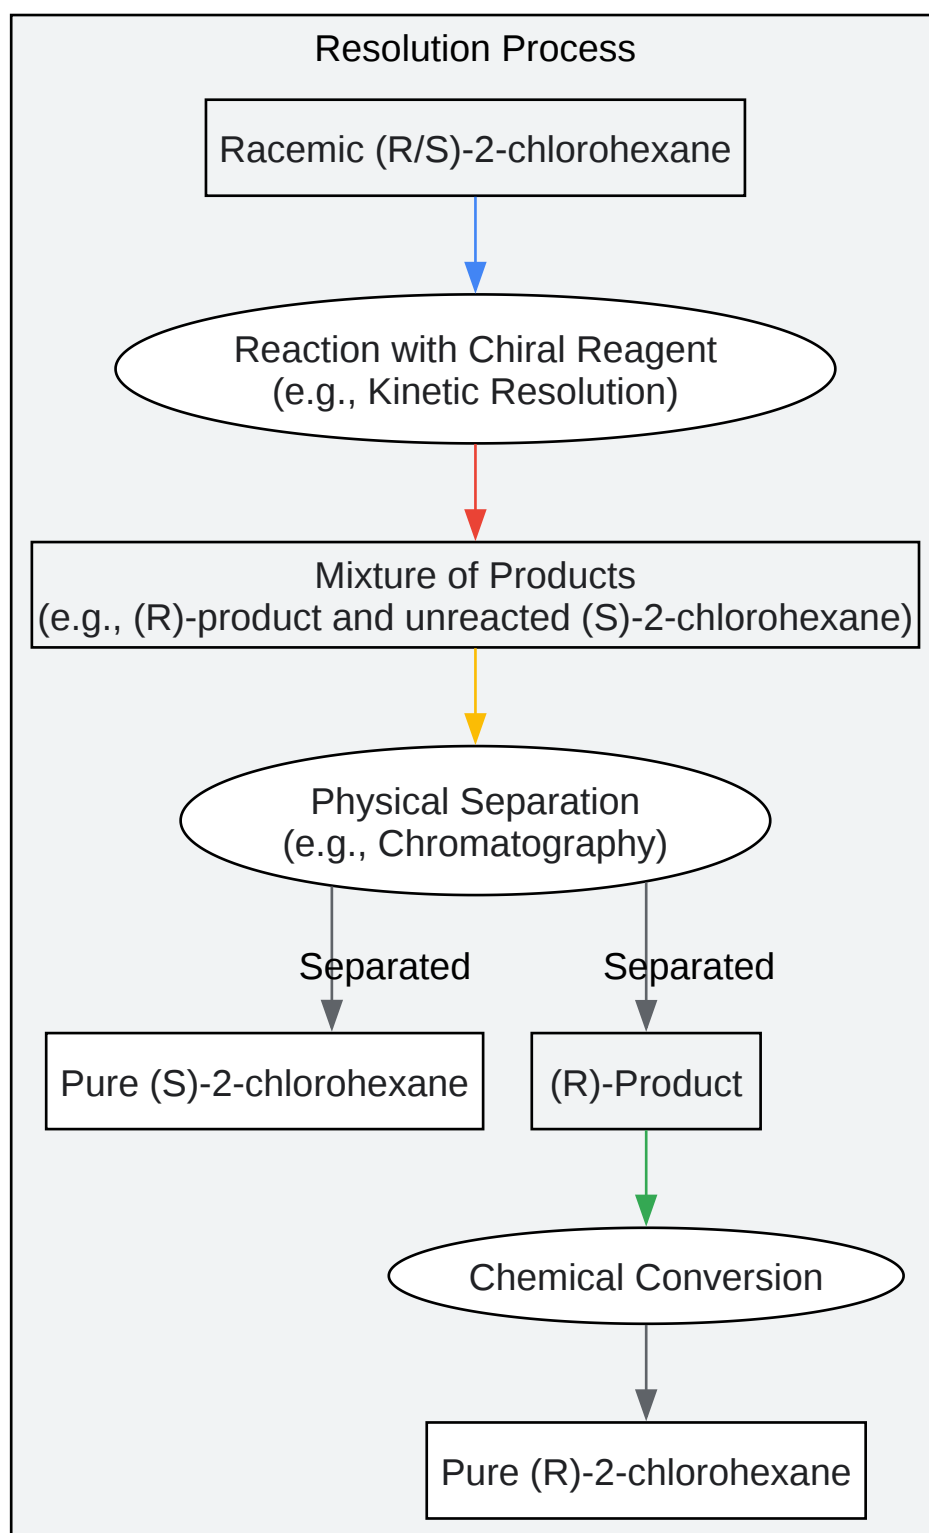 Resolution Process
Racemic (R/S)-2-chlorohexane
Reaction with Chiral Reagent
(e.g., Kinetic Resolution)
Mixture of Products
(e.g., (R)-product and unreacted (S)-2-chlorohexane)
Physical Separation
(e.g., Chromatography)
Separated
Separated
Pure (S)-2-chlorohexane
(R)-Product
Chemical Conversion
Pure (R)-2-chlorohexane